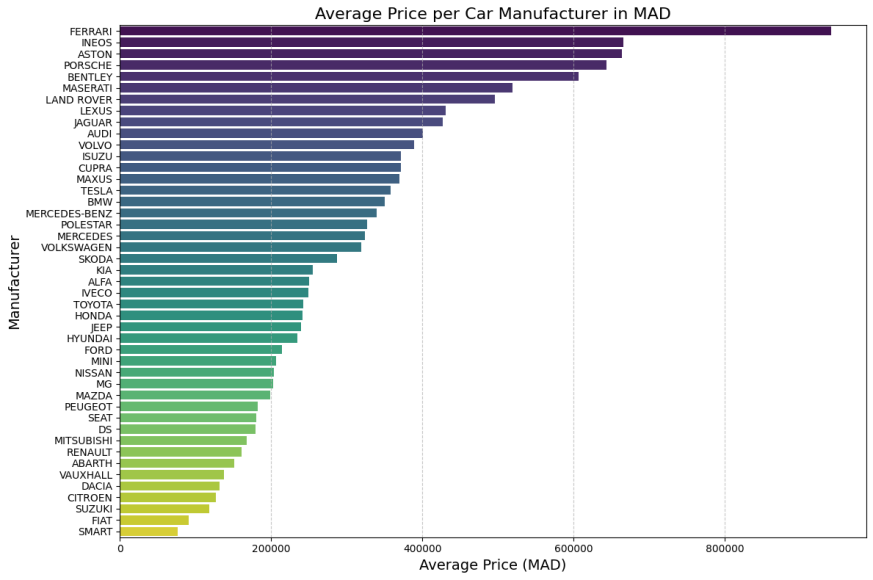 Average Price per Car Manufacturer in MAD
FERRARI
INEOS
ASTON
PORSCHE
BENTLEY
MASERATI
LAND ROVER
LEXUS
JAGUAR
AUDI
VOLVO
ISUZU
CUPRA
MAXUS
TESLA
BMW
MERCEDES-BENZ
POLESTAR
MERCEDES
VOLKSWAGEN
SKODA
KIA
ALFA
IVECO
TOYOTA
HONDA
JEEP
HYUNDAI
FORD
MINI
NISSAN
MG
MAZDA
PEUGEOT
SEAT
DS
MITSUBISHI
RENAULT
ABARTH
VAUXHALL
DACIA
CITROEN
SUZUKI
FIAT
SMART
Manufacturer
0 200000 400000 600000 800000
Average Price (MAD)